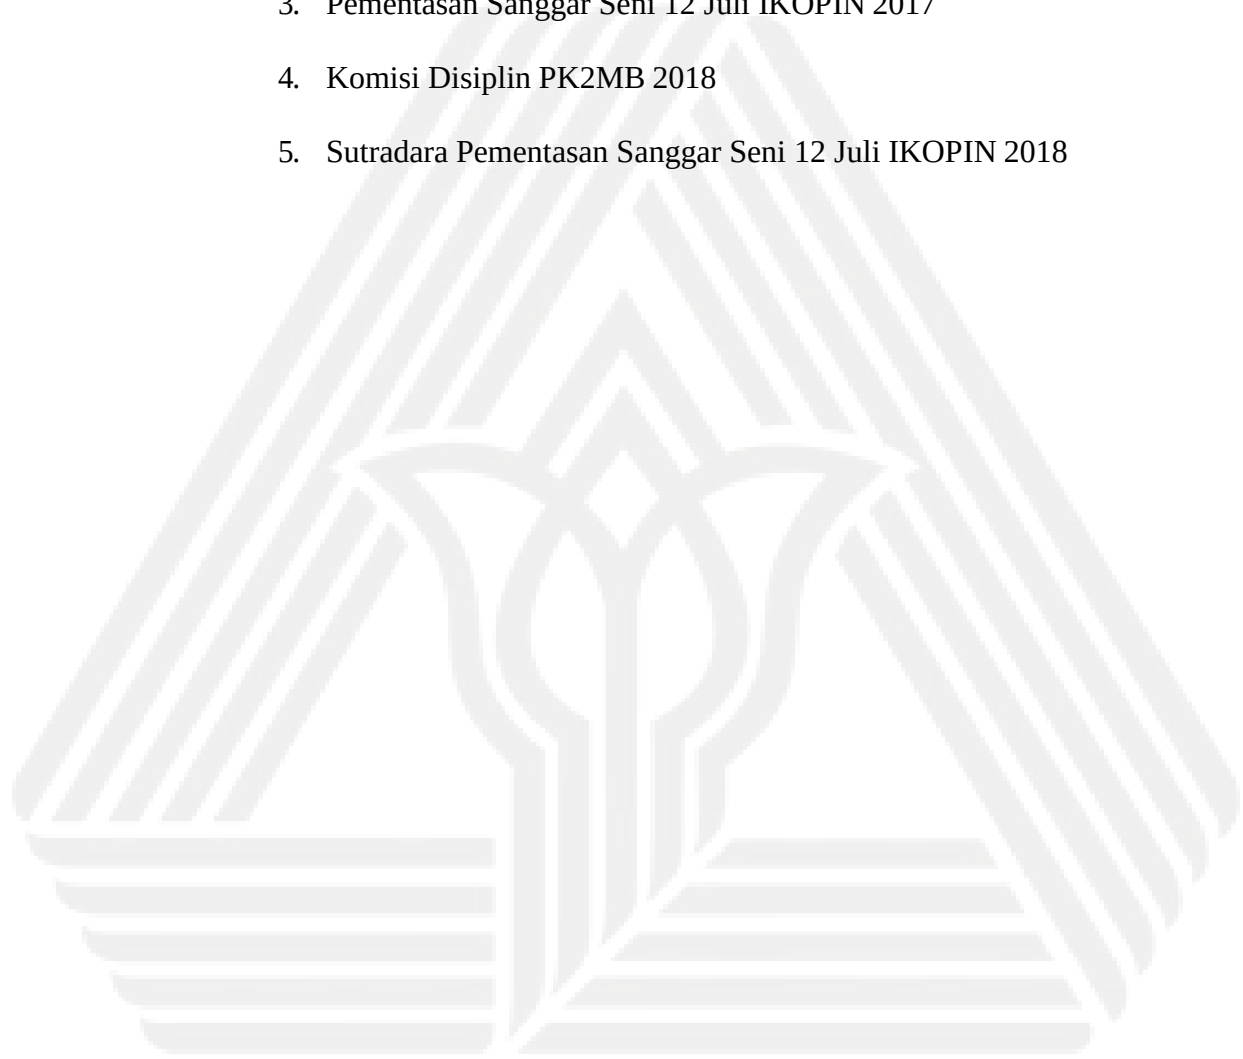 3. Pementasan Sanggar Seni 12 Juli IKOPIN 2017
4. Komisi Disiplin PK2MB 2018
5. Sutradara Pementasan Sanggar Seni 12 Juli IKOPIN 2018